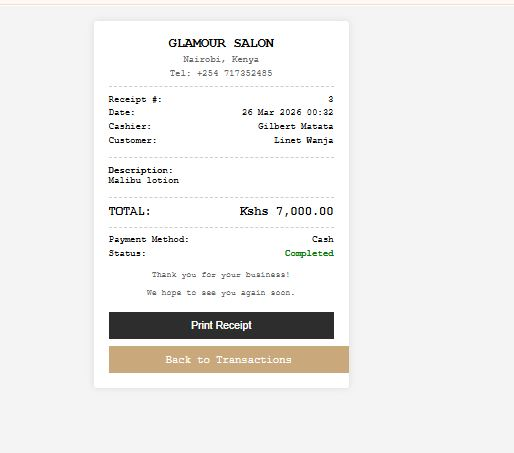 GLAMOUR SALON
Nairobi, Kenya
Tel: +254 717352485
Receipt #: 3
Date: 26 Mar 2026 00:32
Cashier: Gilbert Matata
Customer: Linet Wanja
Description:
Malibu lotion
TOTAL: Kshs 7,000.00
Payment Method: Cash
Status: Completed
Thank you for your business!
We hope to see you again soon.
Print Receipt
Back to Transactions